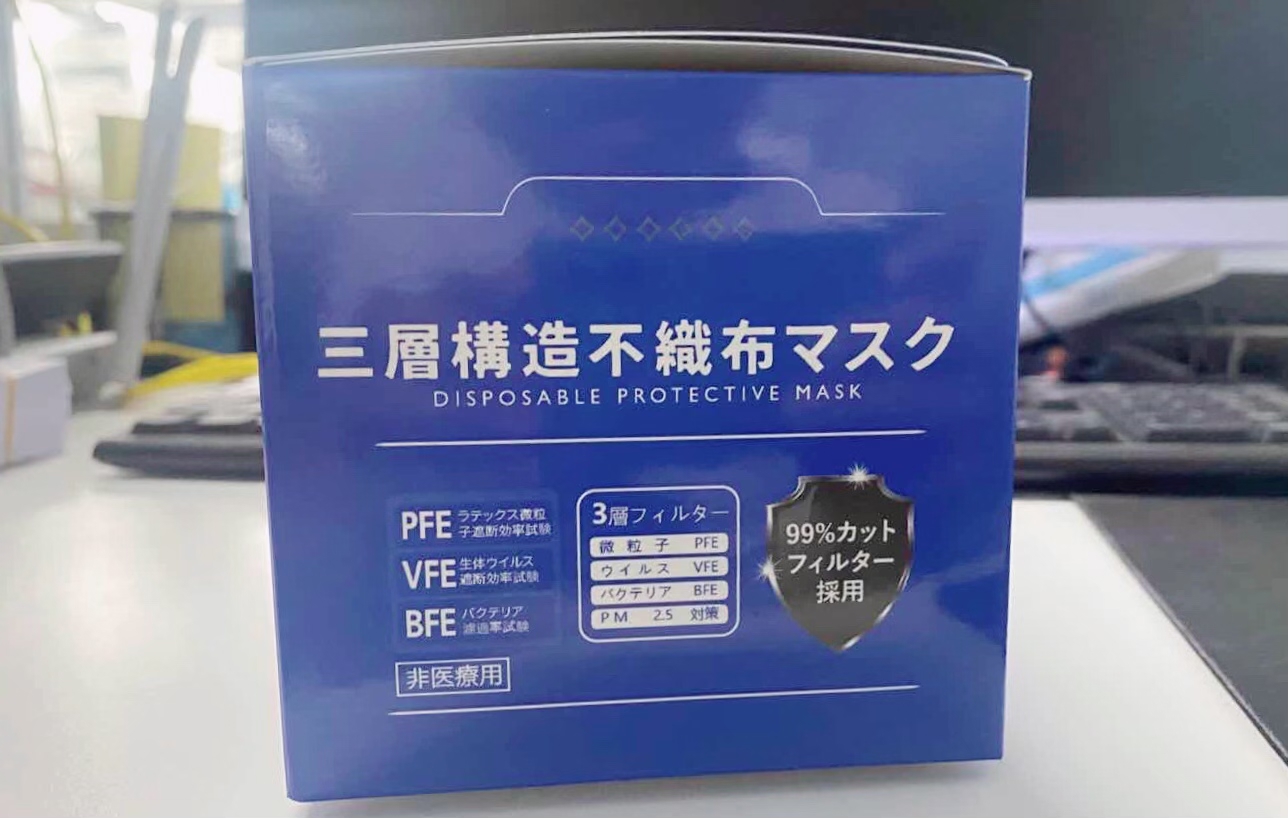 三層構造不織布マスク
DISPOSABLE PROTECTIVE MASK
PFE ラテックス微粒
子遮断効率試験
VFE 生体ウイルス
遮断効率試験
BFE バクテリア
濾過率試験
非医療用
3層フィルター
微粒子 PFE
ウイルス VFE
バクテリア BFE
PM 2.5 対策
99%カット
フィルター
採用